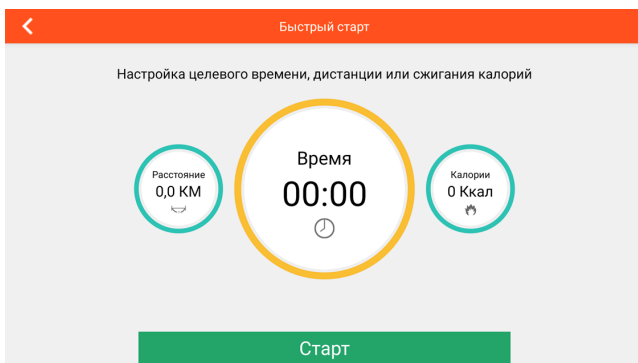 Быстрый старт
Настройка целевого времени, дистанции или сжигания калорий
Расстояние
0,0 КМ
Время
00:00
Калории
0 Ккал
Старт